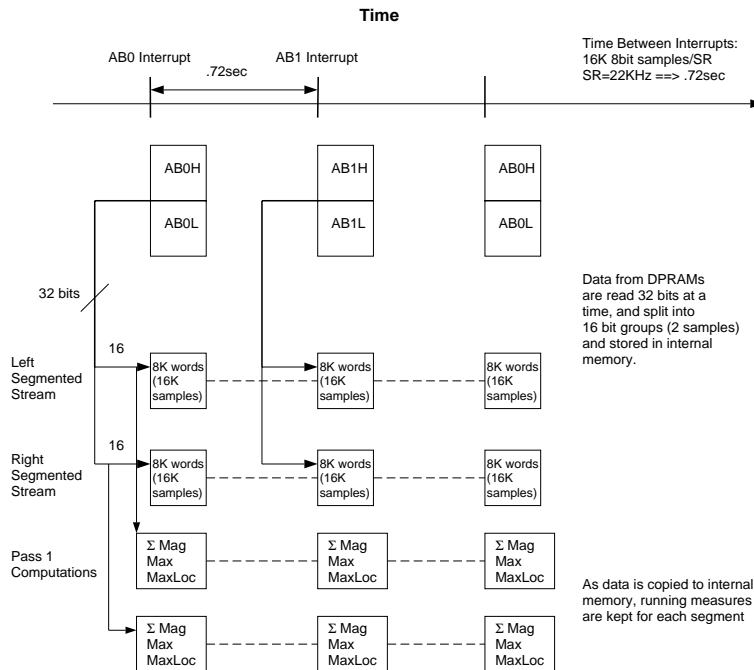 Time
AB0 Interrupt
AB1 Interrupt
.72sec
Time Between Interrupts:
16K 8bit samples/SR
SR=22KHz ==> .72sec
AB0H
AB1H
AB0H
AB0L
AB1L
AB0L
32 bits
Data from DPRAMs
are read 32 bits at a
time, and split into
16 bit groups (2 samples)
and stored in internal
memory.
Left
Segmented
Stream
16
8K words
(16K
samples)
8K words
(16K
samples)
8K words
(16K
samples)
Right
Segmented
Stream
16
8K words
(16K
samples)
8K words
(16K
samples)
8K words
(16K
samples)
Pass 1
Computations
Σ Mag
Max
MaxLoc
Σ Mag
Max
MaxLoc
Σ Mag
Max
MaxLoc
As data is copied to internal
memory, running measures
are kept for each segment
Σ Mag
Max
MaxLoc
Σ Mag
Max
MaxLoc
Σ Mag
Max
MaxLoc